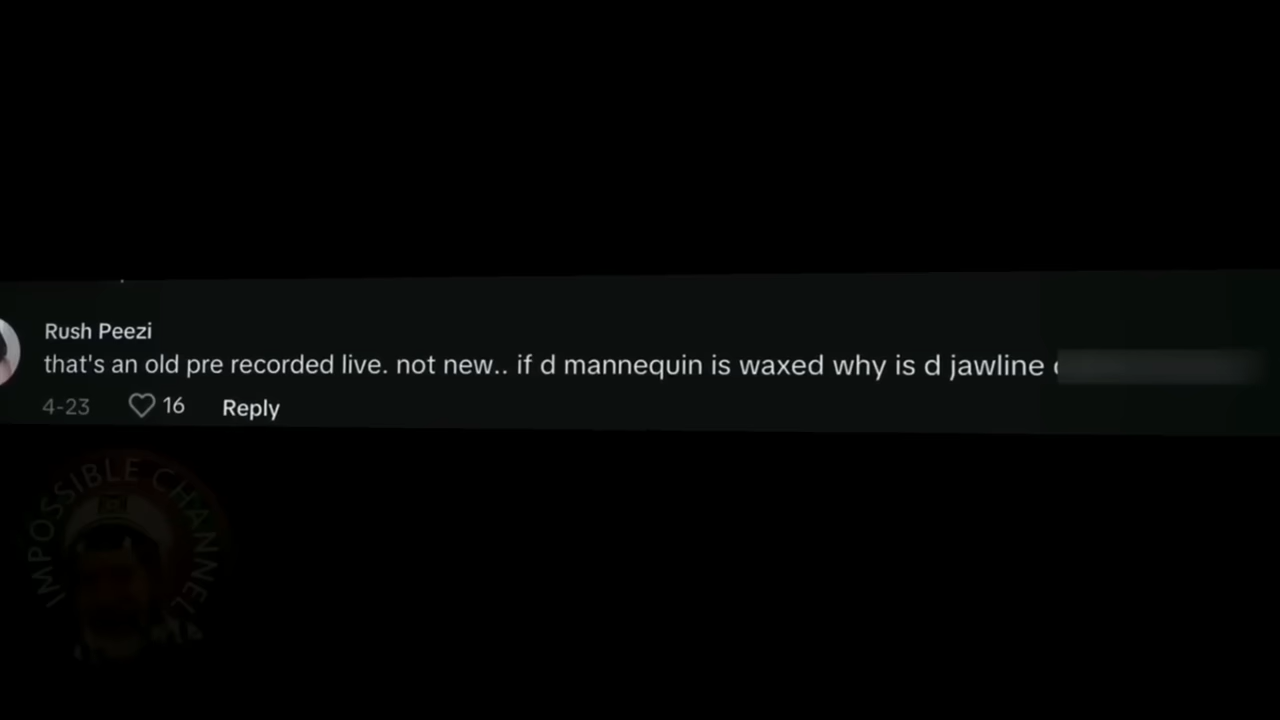 Rush Peezi
that's an old pre recorded live. not new.. if d mannequin is waxed why is d jawline
4-23 16 Reply
IMPOSSIBLE CHANNEL